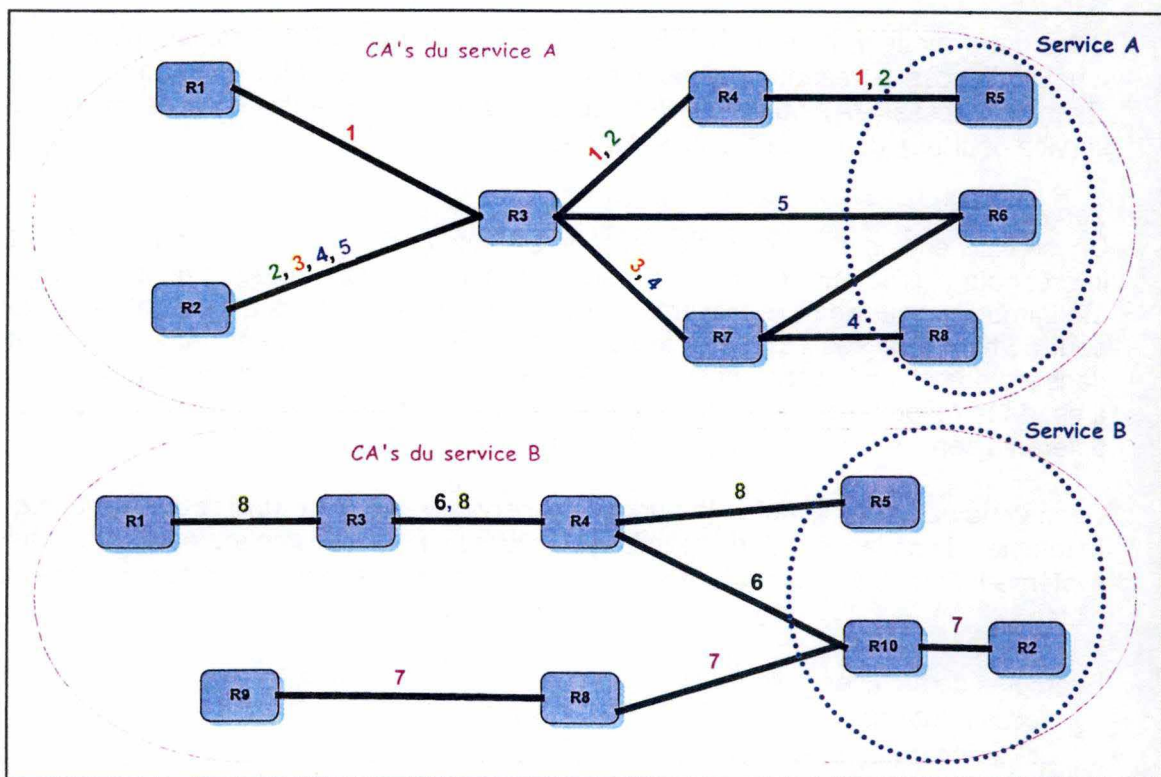 CA's du service A
Service A
R1
R4
1, 2
R5
1
1, 2
R3
5
R6
2, 3, 4, 5
3, 4
R2
R7
4
R8
CA's du service B
Service B
R1
8
R3
6, 8
R4
8
R5
6
R10
7
R2
R9
7
R8
7